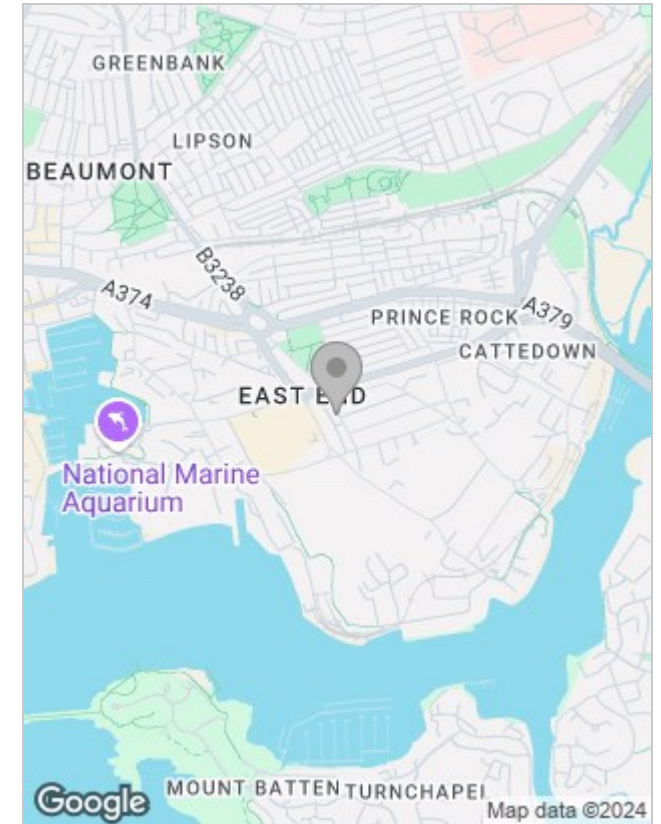 GREENBANK
LIPSON
BEAUMONT
B3238
A374
PRINCE ROCK
A379
CATTEDOWN
EAST END
National Marine
Aquarium
MOUNT BATTEN
TURNCHAPEL
Google
Map data ©2024